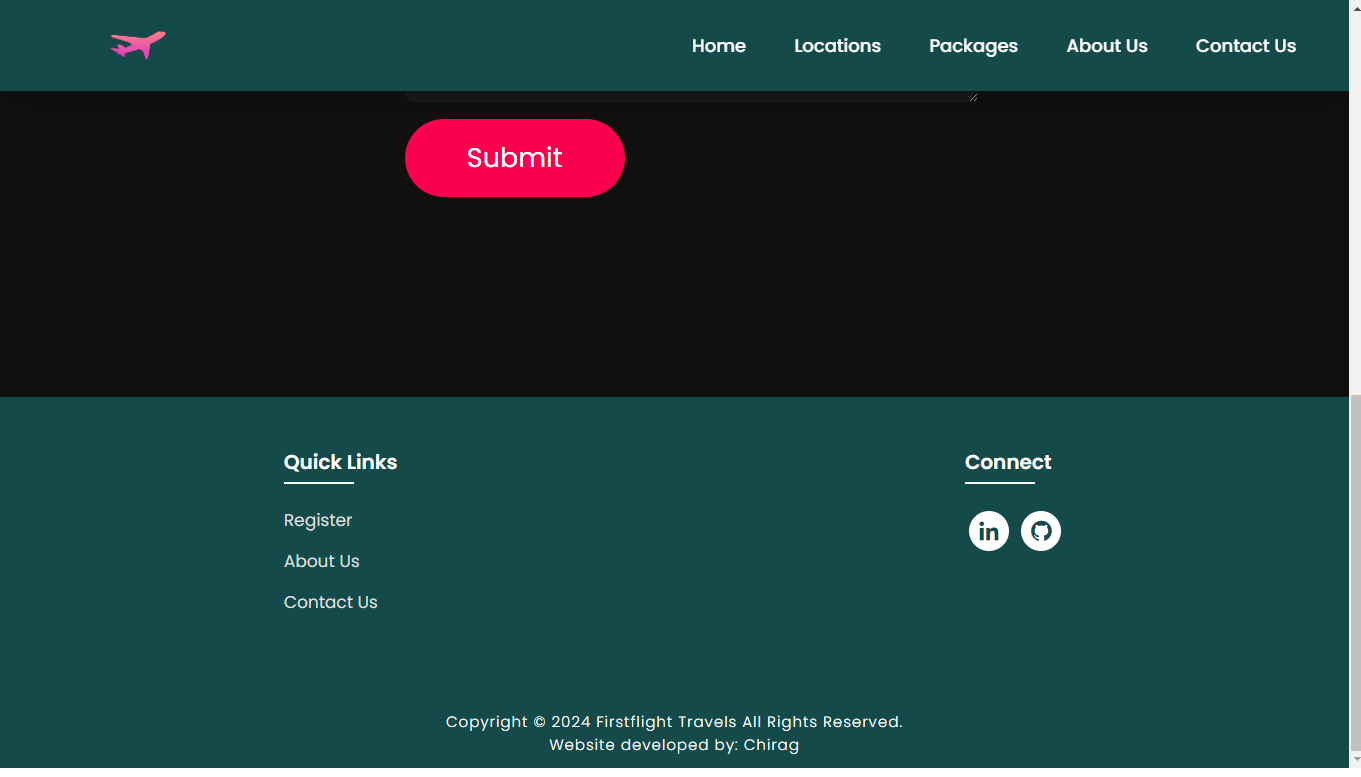 Home Locations Packages About Us Contact Us
Submit
Quick Links
Register
About Us
Contact Us
Connect
in
Copyright © 2024 Firstflight Travels All Rights Reserved.
Website developed by: Chirag